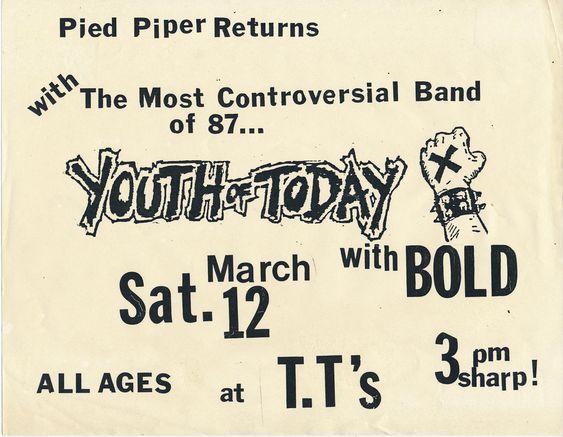 Pied Piper Returns
with The Most Controversial Band
of 87...
YOUTH OF TODAY
X
with BOLD
Sat. March 12
ALL AGES at T.T's 3 pm sharp!